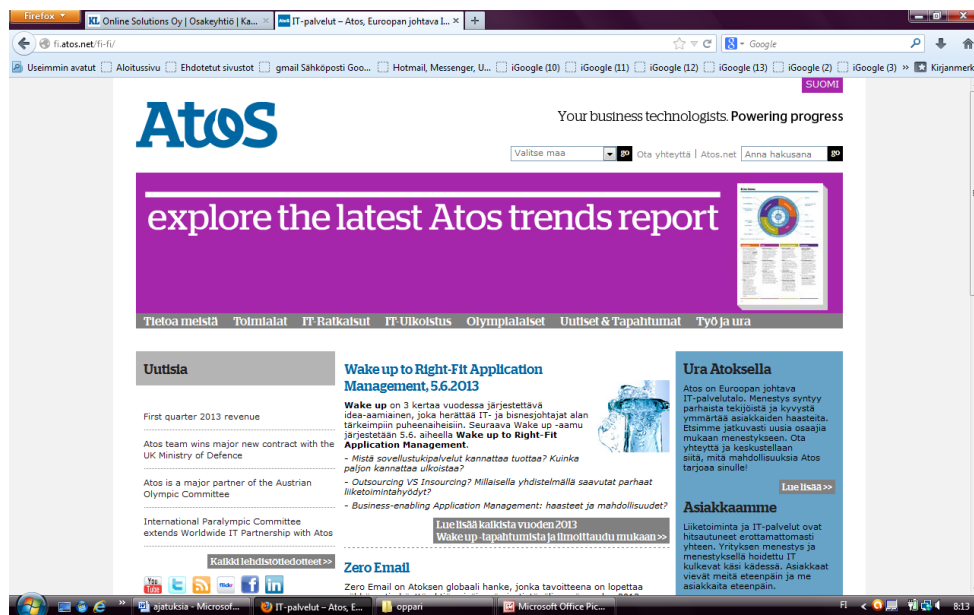 Firefox
KL Online Solutions Oy | Osakeyhtiö | Ka...
Atos IT-palvelut – Atos, Euroopan johtava I...
fi.atos.net/fi-fi/
Google
Useimmin avatut Aloitussivu Ehdotetut sivustot gmail Sähköposti Goo... Hotmail, Messenger, U... iGoogle (10) iGoogle (11) iGoogle (12) iGoogle (13) iGoogle (2) iGoogle (3) » Kirjanmerk
SUOMI
Atos
Your business technologists. Powering progress
Valitse maa go Ota yhteyttä | Atos.net Anna hakusana go
explore the latest Atos trends report
Tietoa meistä Toimialat IT-Ratkaisut IT-Ulkoistus Olympialaiset Uutiset & Tapahtumat Työ ja ura
Uutisia
First quarter 2013 revenue
Atos team wins major new contract with the
UK Ministry of Defence
Atos is a major partner of the Austrian
Olympic Committee
International Paralympic Committee
extends Worldwide IT Partnership with Atos
Kaikki lehdistötiedotteet >>
You Tube flickr in
Wake up to Right-Fit Application
Management, 5.6.2013
Wake up on 3 kertaa vuodessa järjestettävä
idea-aamiainen, joka herättää IT- ja bisnesjohtajat alan
tärkeimpiin puheenaiheisiin. Seuraava Wake up -aamu
järjestetään 5.6. aiheella Wake up to Right-Fit
Application Management.
- Mistä sovellustukipalvelut kannattaa tuottaa? Kuinka
paljon kannattaa ulkoistaa?
- Outsourcing VS Insourcing? Millaisella yhdistelmällä saavutat parhaat
liiketoimintahyödyt?
- Business-enabling Application Management: haasteet ja mahdollisuudet?
Lue lisää kaikista vuoden 2013
Wake up -tapahtumista ja ilmoittaudu mukaan >>
Zero Email
Zero Email on Atoksen globaali hanke, jonka tavoitteena on lopettaa
Ura Atoksella
Atos on Euroopan johtava
IT-palvelutalo. Menestys syntyy
parhaista tekijöistä ja kyvystä
ymmärtää asiakkaiden haasteita.
Etsimme jatkuvasti uusia osaajia
mukaan menestykseen. Ota
yhteyttä ja keskustellaan
siitä, mitä mahdollisuuksia Atos
tarjoaa sinulle!
Lue lisää >>
Asiakkaamme
Liiketoiminta ja IT-palvelut ovat
hitsautuneet erottamattomasti
yhteen. Yrityksen menestys ja
menestyksellä hoidettu IT
kulkevat käsi kädessä. Asiakkaat
vievät meitä eteenpäin ja me
asiakkaita eteenpäin.
ajatuksia - Microsof... IT-palvelut – Atos, E... oppari Microsoft Office Pic... FI 8:13